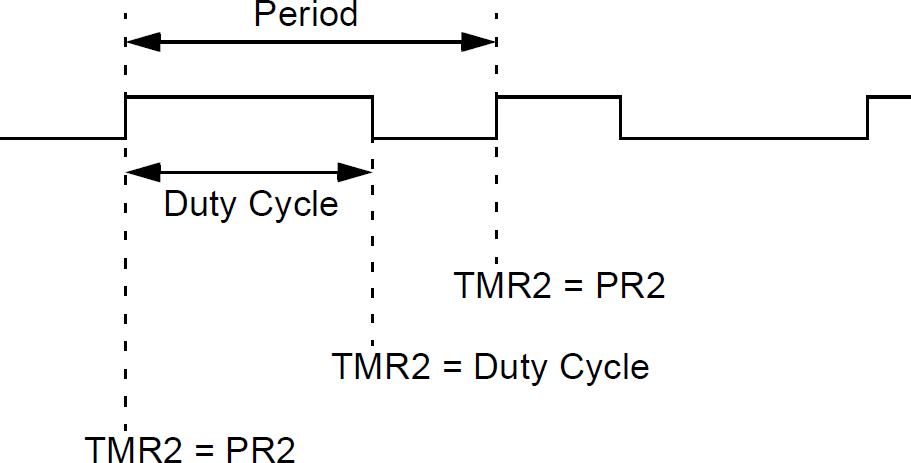 Period
Duty Cycle
TMR2 = PR2
TMR2 = Duty Cycle
TMR2 = PR2